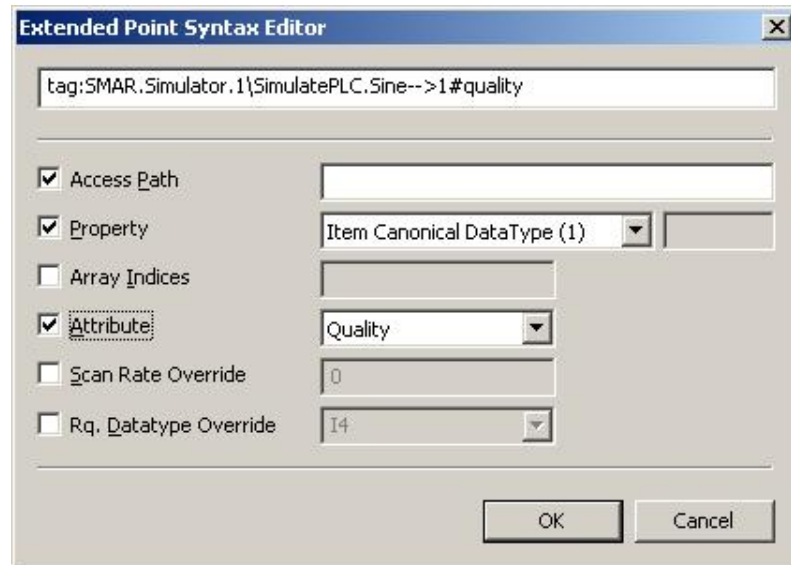 Extended Point Syntax Editor
tag:SMAR.Simulator.1\SimulatePLC.Sine-->1#quality
Access Path
Property Item Canonical DataType (1)
Array Indices
Attribute Quality
Scan Rate Override 0
Rq. Datatype Override I4
OK Cancel